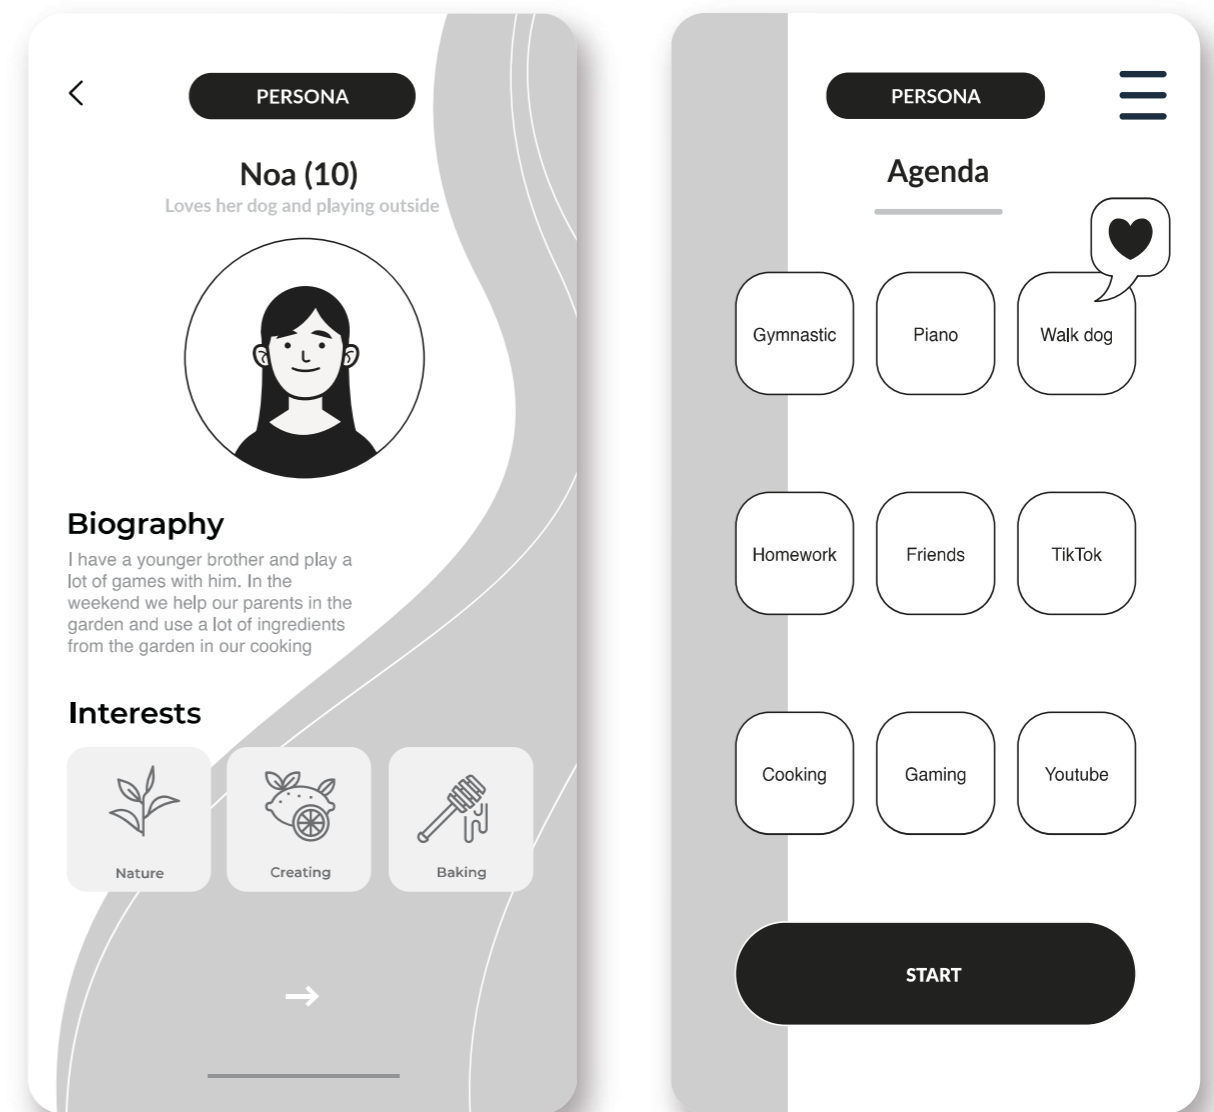 PERSONA
Noa (10)
Loves her dog and playing outside
Biography
I have a younger brother and play a
lot of games with him. In the
weekend we help our parents in the
garden and use a lot of ingredients
from the garden in our cooking
Interests
Nature
Creating
Baking
PERSONA
Agenda
Gymnastic
Piano
Walk dog
Homework
Friends
TikTok
Cooking
Gaming
Youtube
START